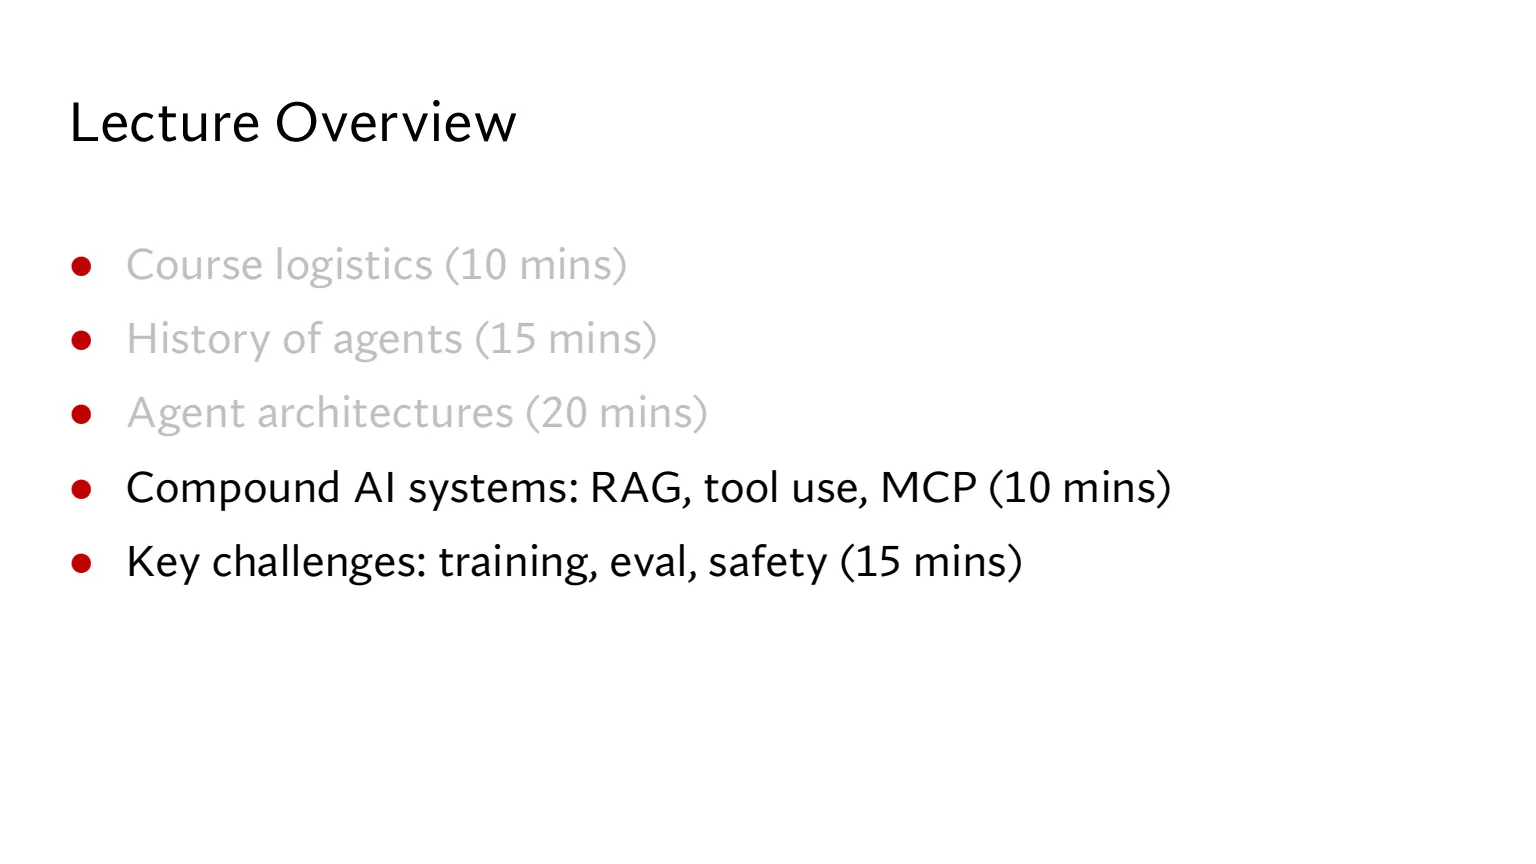 Lecture Overview
● Course logistics (10 mins)
● History of agents (15 mins)
● Agent architectures (20 mins)
● Compound AI systems: RAG, tool use, MCP (10 mins)
● Key challenges: training, eval, safety (15 mins)